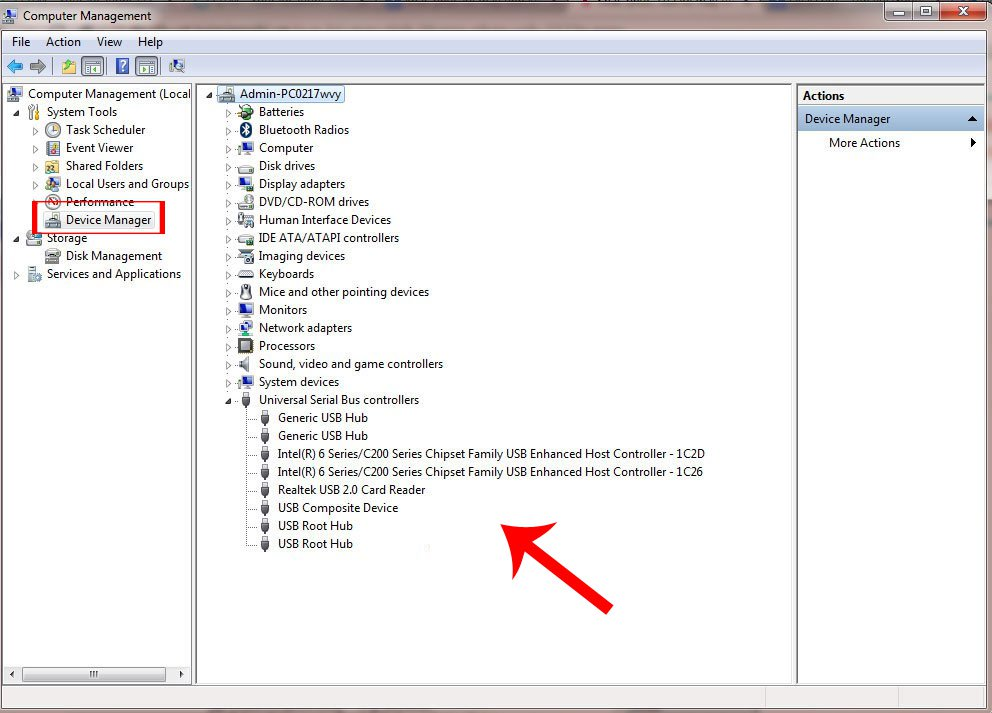 Computer Management
File Action View Help
Computer Management (Local
System Tools
Task Scheduler
Event Viewer
Shared Folders
Local Users and Groups
Performance
Device Manager
Storage
Disk Management
Services and Applications
Admin-PC0217wvy
Batteries
Bluetooth Radios
Computer
Disk drives
Display adapters
DVD/CD-ROM drives
Human Interface Devices
IDE ATA/ATAPI controllers
Imaging devices
Keyboards
Mice and other pointing devices
Monitors
Network adapters
Processors
Sound, video and game controllers
System devices
Universal Serial Bus controllers
Generic USB Hub
Generic USB Hub
Intel(R) 6 Series/C200 Series Chipset Family USB Enhanced Host Controller - 1C2D
Intel(R) 6 Series/C200 Series Chipset Family USB Enhanced Host Controller - 1C26
Realtek USB 2.0 Card Reader
USB Composite Device
USB Root Hub
USB Root Hub
Actions
Device Manager
More Actions